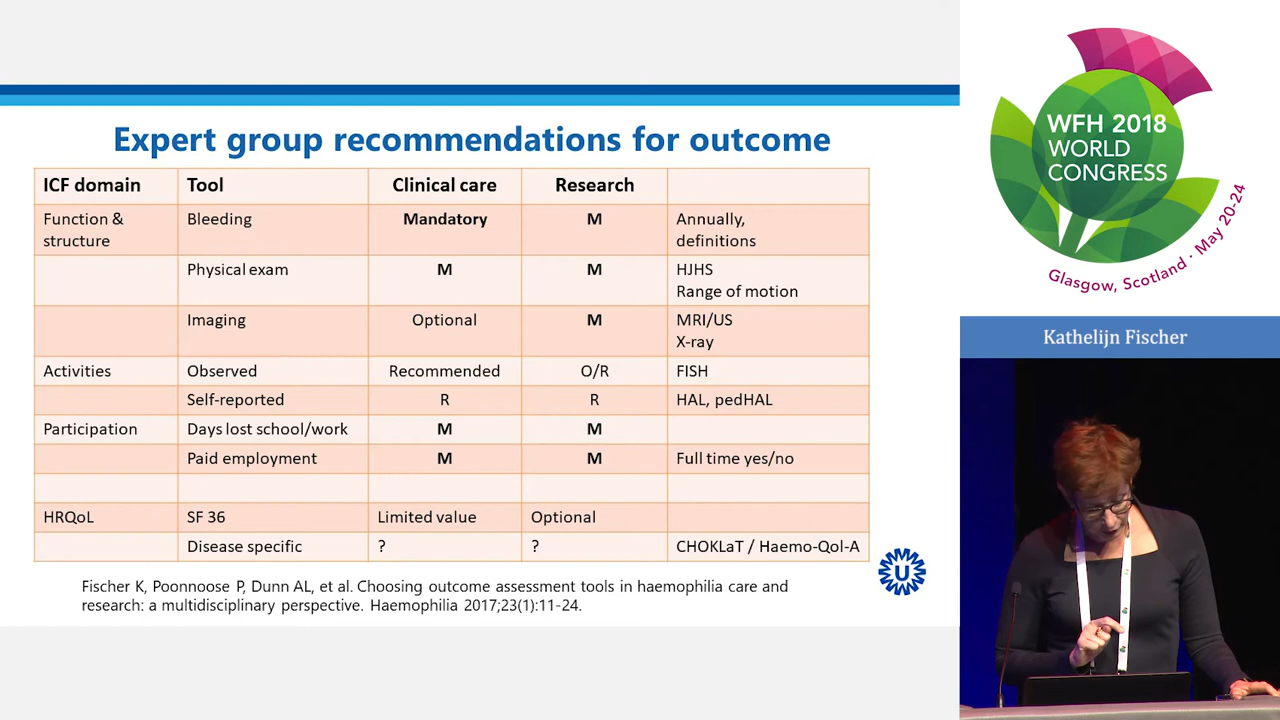 Expert group recommendations for outcome
ICF domain Tool Clinical care Research
Function & structure Bleeding Mandatory M Annually, definitions
Physical exam M M HJHS Range of motion
Imaging Optional M MRI/US X-ray
Activities Observed Recommended O/R FISH
Self-reported R R HAL, pedHAL
Participation Days lost school/work M M
Paid employment M M Full time yes/no
HRQoL SF 36 Limited value Optional
Disease specific ? ? CHOKLaT / Haemo-Qol-A
Fischer K, Poonnoose P, Dunn AL, et al. Choosing outcome assessment tools in haemophilia care and
research: a multidisciplinary perspective. Haemophilia 2017;23(1):11-24.
U
WFH 2018
WORLD
CONGRESS
Glasgow, Scotland · May 20-24
Kathelijn Fischer